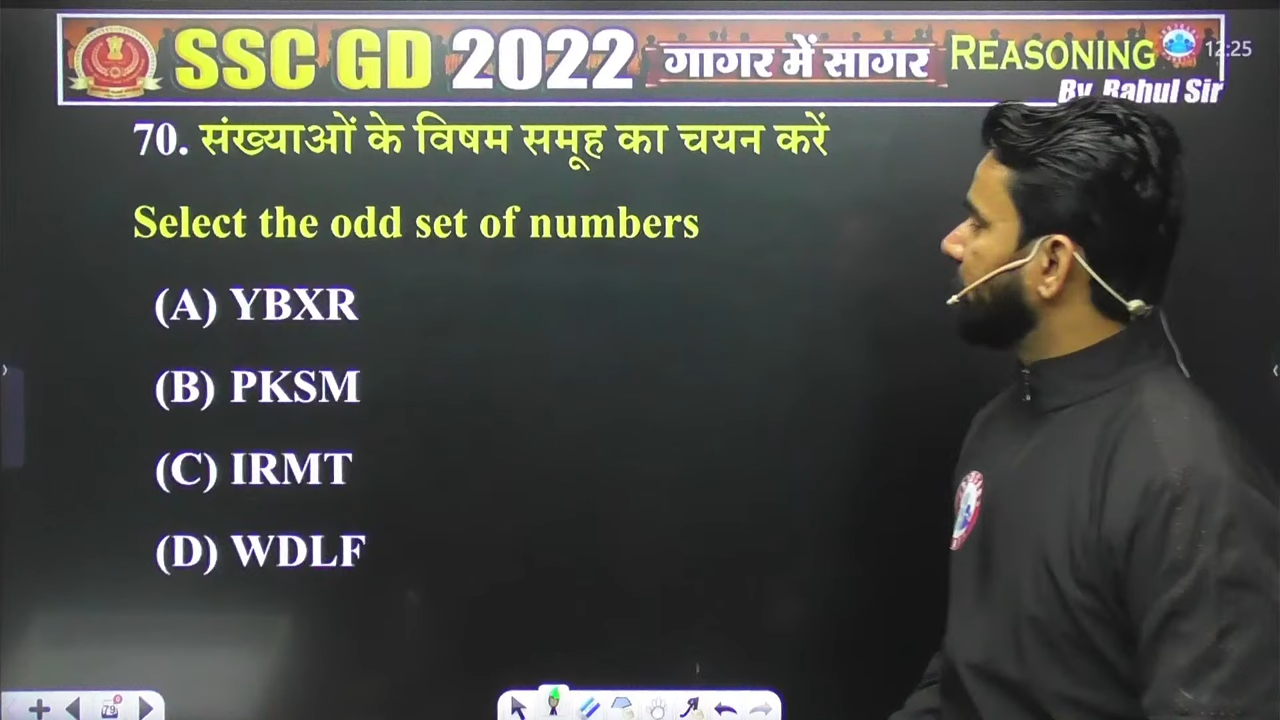 SSC GD 2022 गागर में सागर REASONING 12:25
By Rahul Sir
70. संख्याओं के विषम समूह का चयन करें
Select the odd set of numbers
(A) YBXR
(B) PKSM
(C) IRMT
(D) WDLF